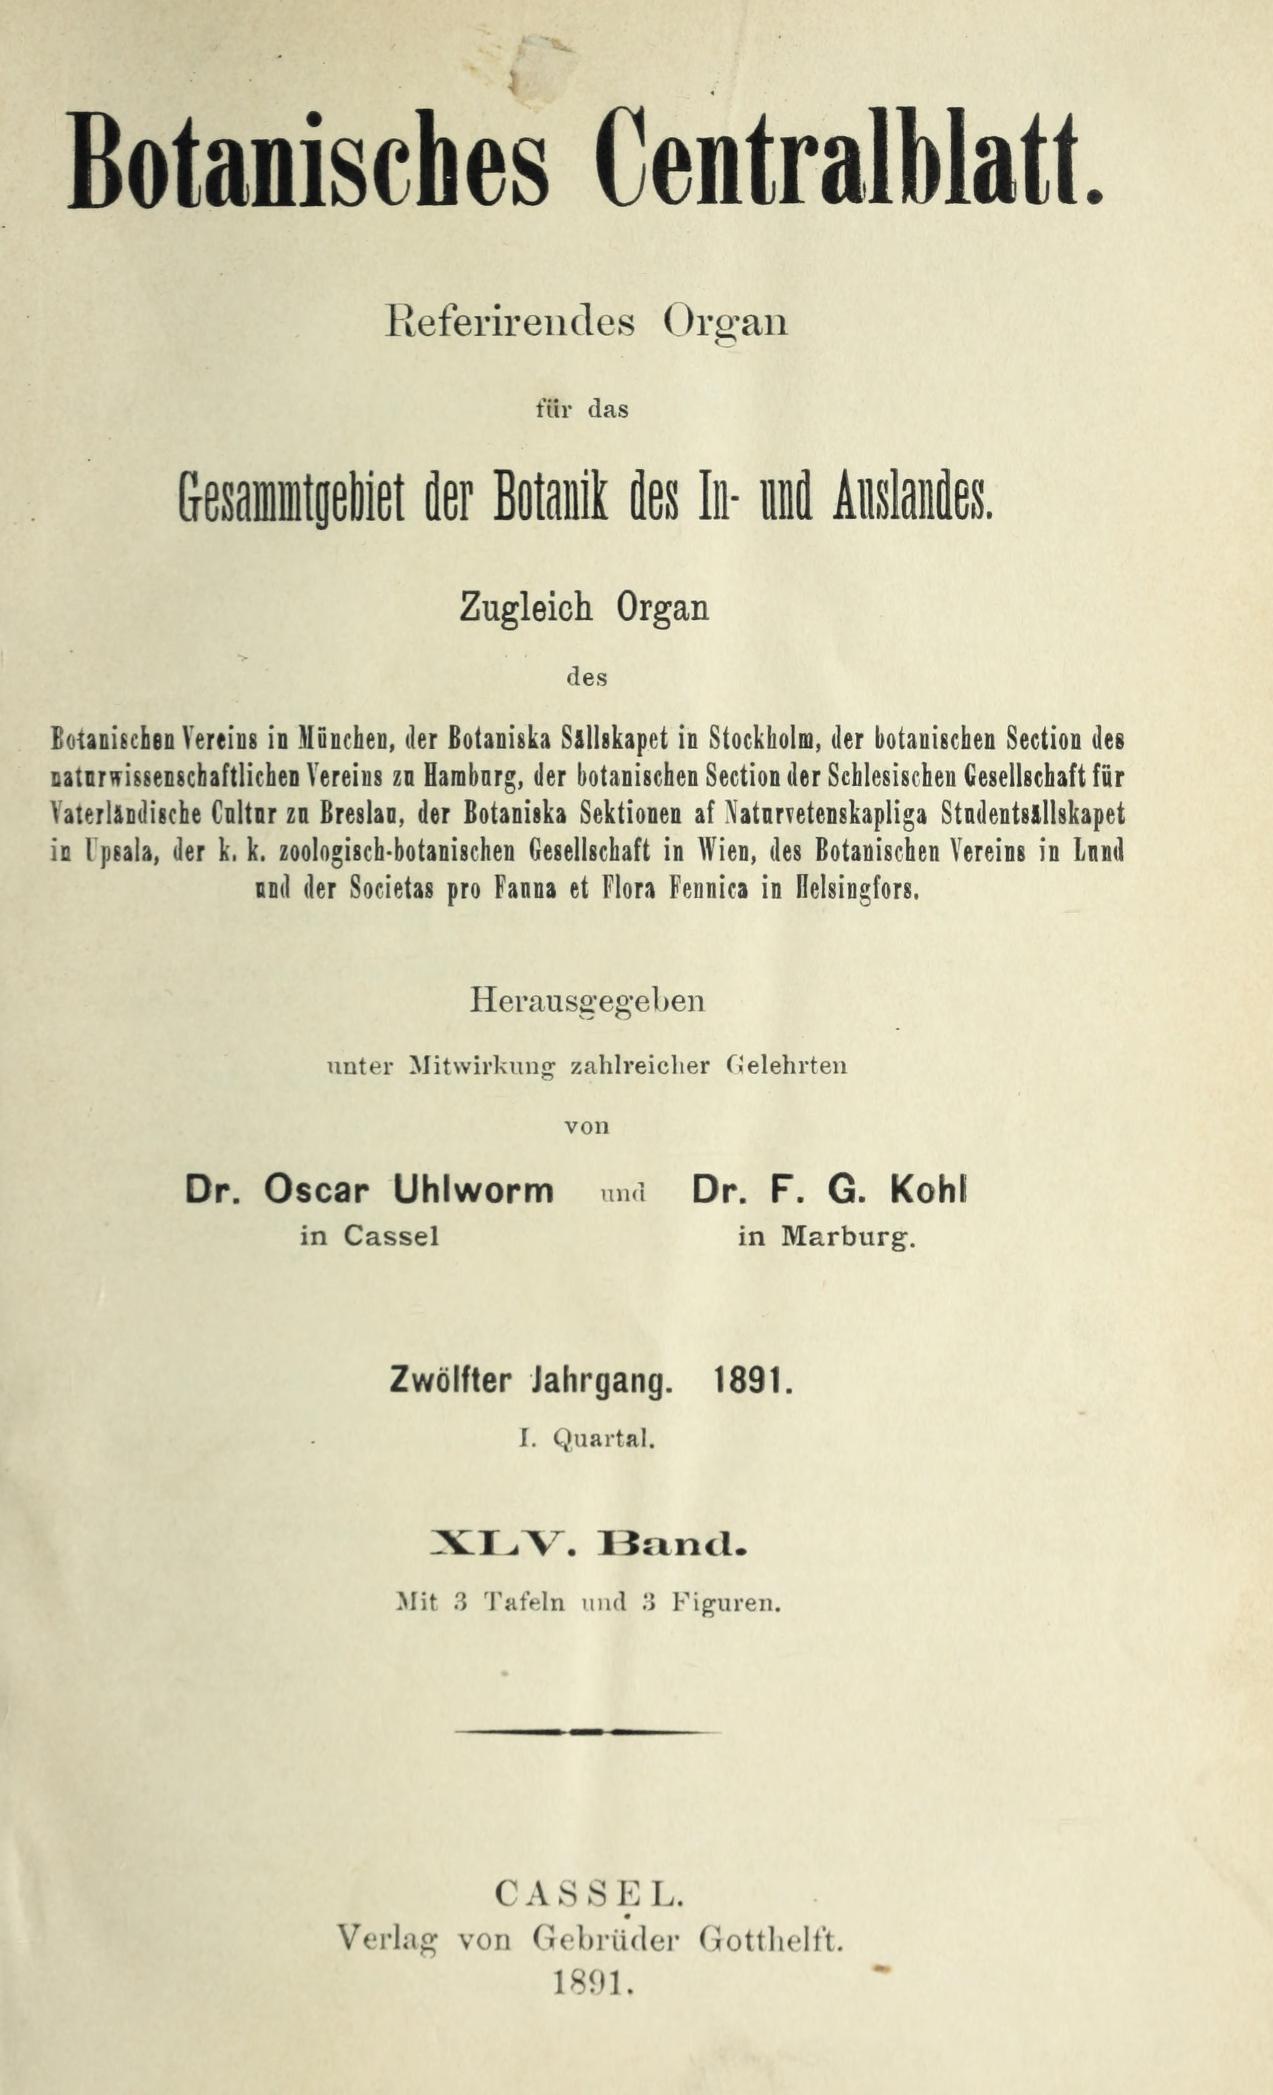 Botanisches Centralblatt.
Referirendes Organ
für das
Gesammtgebiet der Botanik des In- und Auslandes.
Zugleich Organ
des
Botanischen Vereins in München, der Botaniska Sällskapet in Stockholm, der botanischen Section des
naturwissenschaftlichen Vereins zu Hamburg, der botanischen Section der Schlesischen Gesellschaft für
Vaterländische Cultur zu Breslau, der Botaniska Sektionen af Naturvetenskapliga Studentsällskapet
in Upsala, der k. k. zoologisch-botanischen Gesellschaft in Wien, des Botanischen Vereins in Lund
und der Societas pro Fauna et Flora Fennica in Helsingfors.
Herausgegeben
unter Mitwirkung zahlreicher Gelehrten
von
Dr. Oscar Uhlworm und Dr. F. G. Kohl
in Cassel in Marburg.
Zwölfter Jahrgang. 1891.
I. Quartal.
XLV. Band.
Mit 3 Tafeln und 3 Figuren.
CASSEL.
Verlag von Gebrüder Gotthelft.
1891.